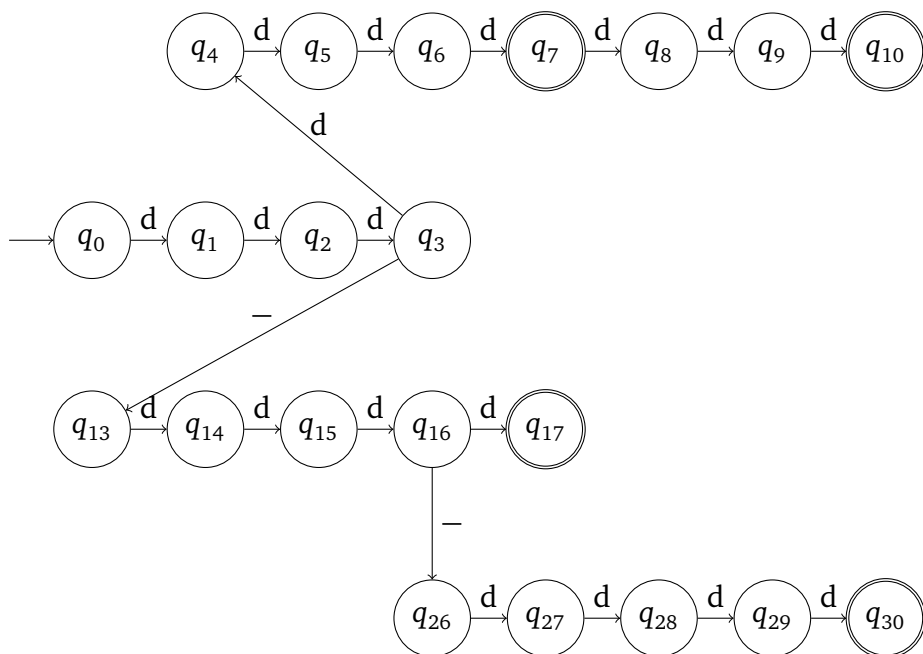 d d d d d d
q4 q5 q6 q7 q8 q9 q10
d
d d d
q0 q1 q2 q3
–
d d d d
q13 q14 q15 q16 q17
–
d d d d
q26 q27 q28 q29 q30